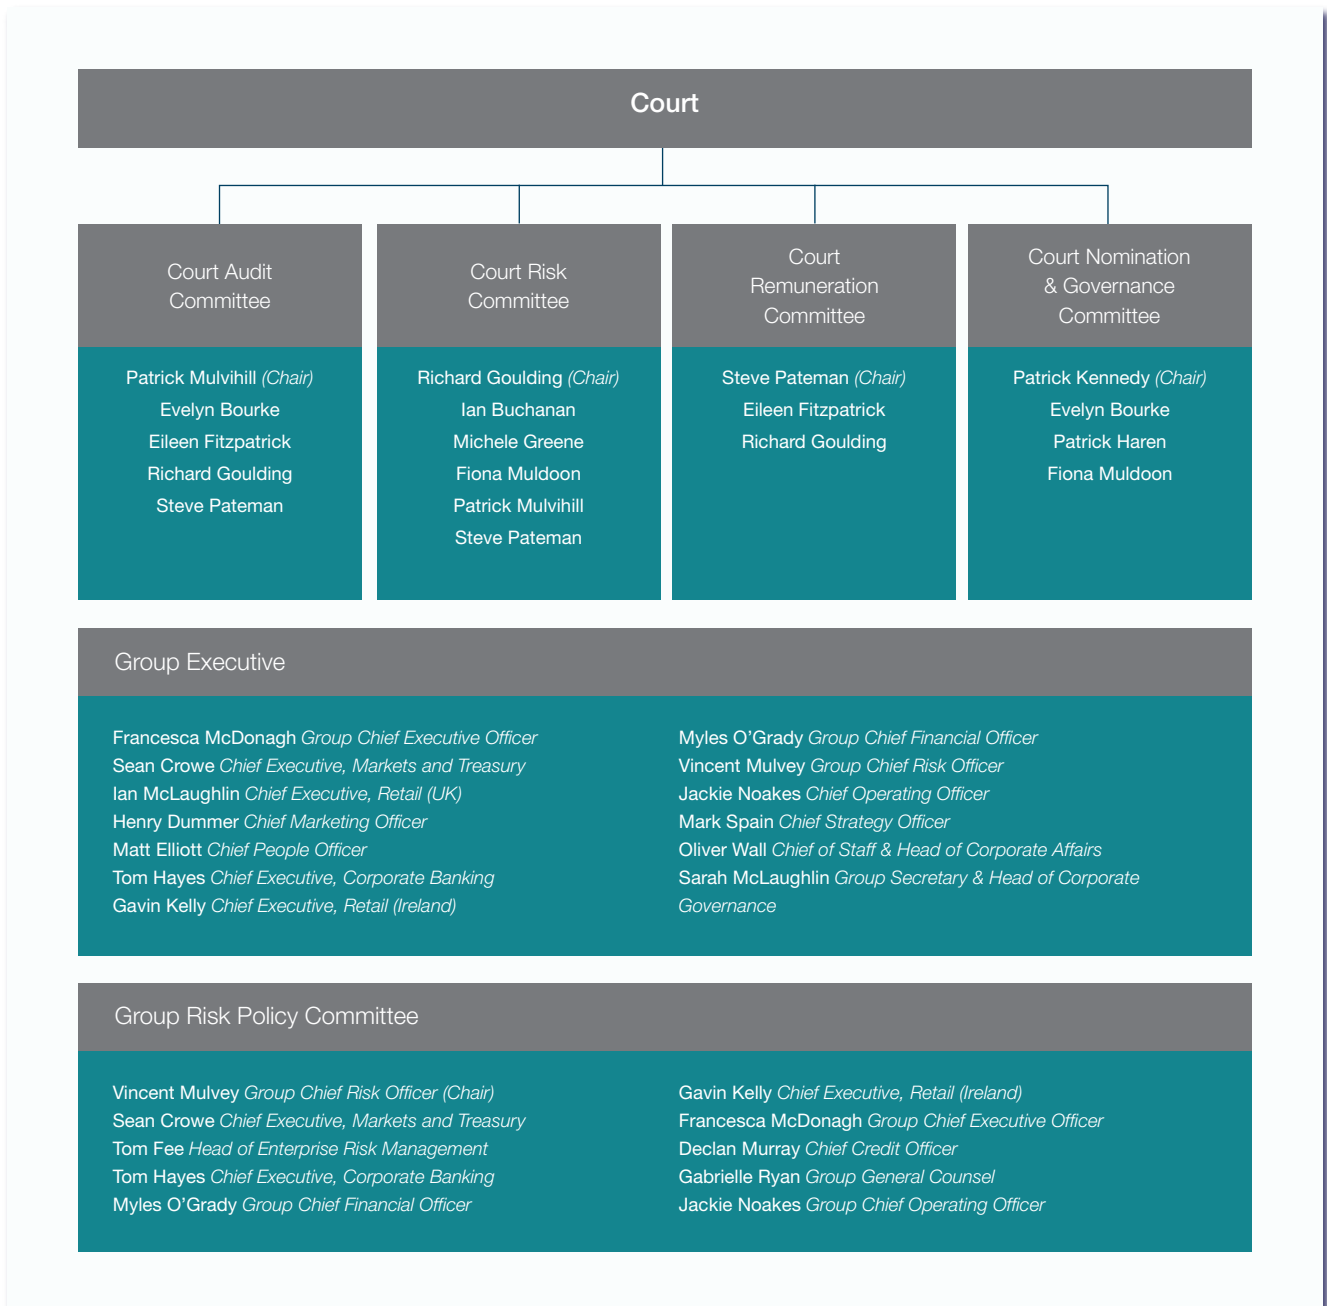 Court
Court Audit
Committee
Patrick Mulvihill (Chair)
Evelyn Bourke
Eileen Fitzpatrick
Richard Goulding
Steve Pateman
Court Risk
Committee
Richard Goulding (Chair)
Ian Buchanan
Michele Greene
Fiona Muldoon
Patrick Mulvihill
Steve Pateman
Court
Remuneration
Committee
Steve Pateman (Chair)
Eileen Fitzpatrick
Richard Goulding
Court Nomination
& Governance
Committee
Patrick Kennedy (Chair)
Evelyn Bourke
Patrick Haren
Fiona Muldoon
Group Executive
Francesca McDonagh Group Chief Executive Officer
Sean Crowe Chief Executive, Markets and Treasury
Ian McLaughlin Chief Executive, Retail (UK)
Henry Dummer Chief Marketing Officer
Matt Elliott Chief People Officer
Tom Hayes Chief Executive, Corporate Banking
Gavin Kelly Chief Executive, Retail (Ireland)
Myles O'Grady Group Chief Financial Officer
Vincent Mulvey Group Chief Risk Officer
Jackie Noakes Chief Operating Officer
Mark Spain Chief Strategy Officer
Oliver Wall Chief of Staff & Head of Corporate Affairs
Sarah McLaughlin Group Secretary & Head of Corporate
Governance
Group Risk Policy Committee
Vincent Mulvey Group Chief Risk Officer (Chair)
Sean Crowe Chief Executive, Markets and Treasury
Tom Fee Head of Enterprise Risk Management
Tom Hayes Chief Executive, Corporate Banking
Myles O'Grady Group Chief Financial Officer
Gavin Kelly Chief Executive, Retail (Ireland)
Francesca McDonagh Group Chief Executive Officer
Declan Murray Chief Credit Officer
Gabrielle Ryan Group General Counsel
Jackie Noakes Group Chief Operating Officer